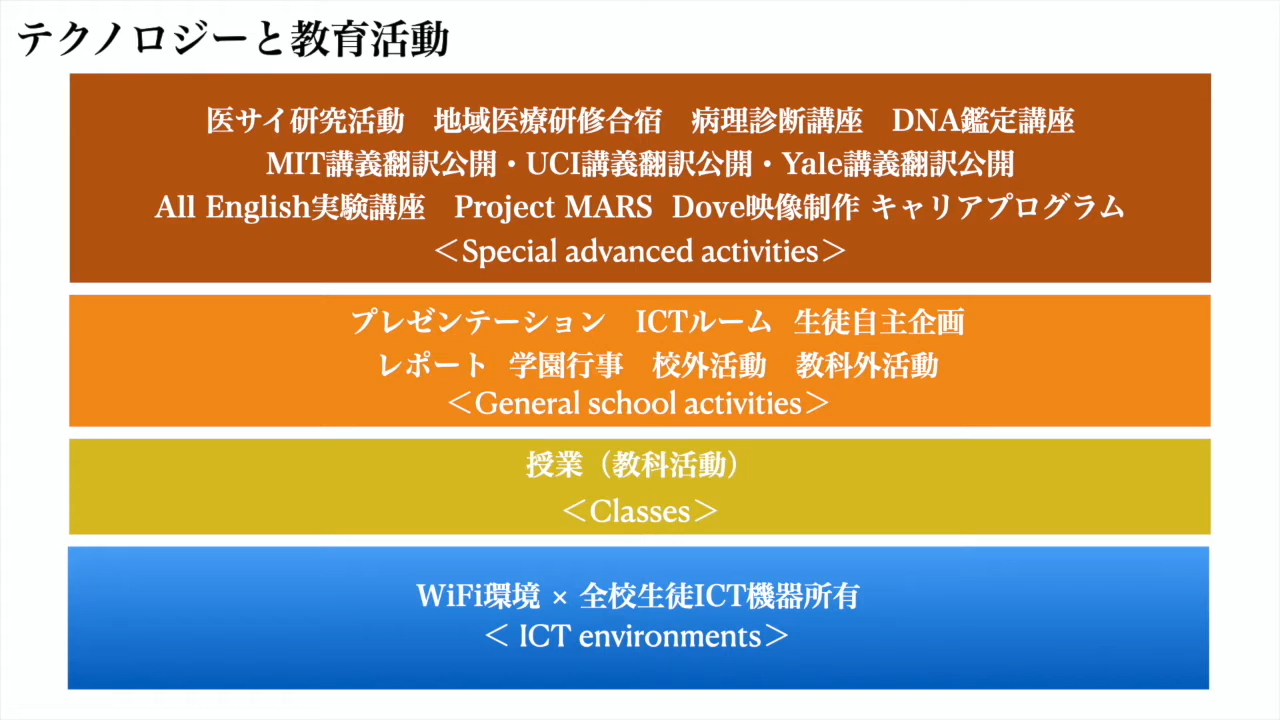 テクノロジーと教育活動
医サイ研究活動　地域医療研修合宿　病理診断講座　DNA鑑定講座
MIT講義翻訳公開・UCI講義翻訳公開・Yale講義翻訳公開
All English実験講座　Project MARS  Dove映像制作 キャリアプログラム
＜Special advanced activities＞
プレゼンテーション　ICTルーム  生徒自主企画
レポート  学園行事　校外活動　教科外活動
＜General school activities＞
授業（教科活動）
＜Classes＞
WiFi環境 × 全校生徒ICT機器所有
＜ ICT environments＞